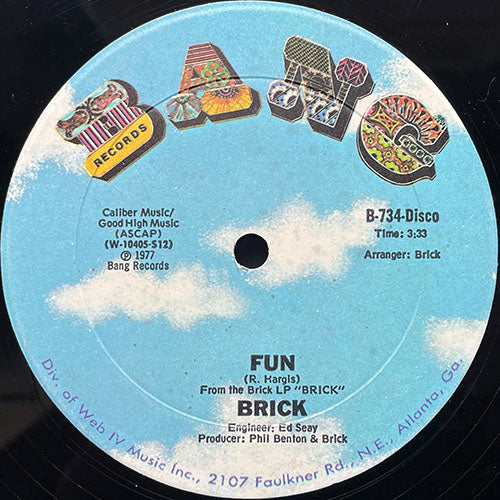 BANG
RECORDS
Caliber Music/
Good High Music
(ASCAP)
(W-10405-S12)
Ⓟ 1977
Bang Records
B-734-Disco
Time: 3:33
Arranger: Brick
FUN
(R. Hargis)
From the Brick LP "BRICK"
BRICK
Engineer: Ed Seay
Producer: Phil Benton & Brick
Div. of Web IV Music Inc., 2107 Faulkner Rd., N.E., Atlanta, Ga.